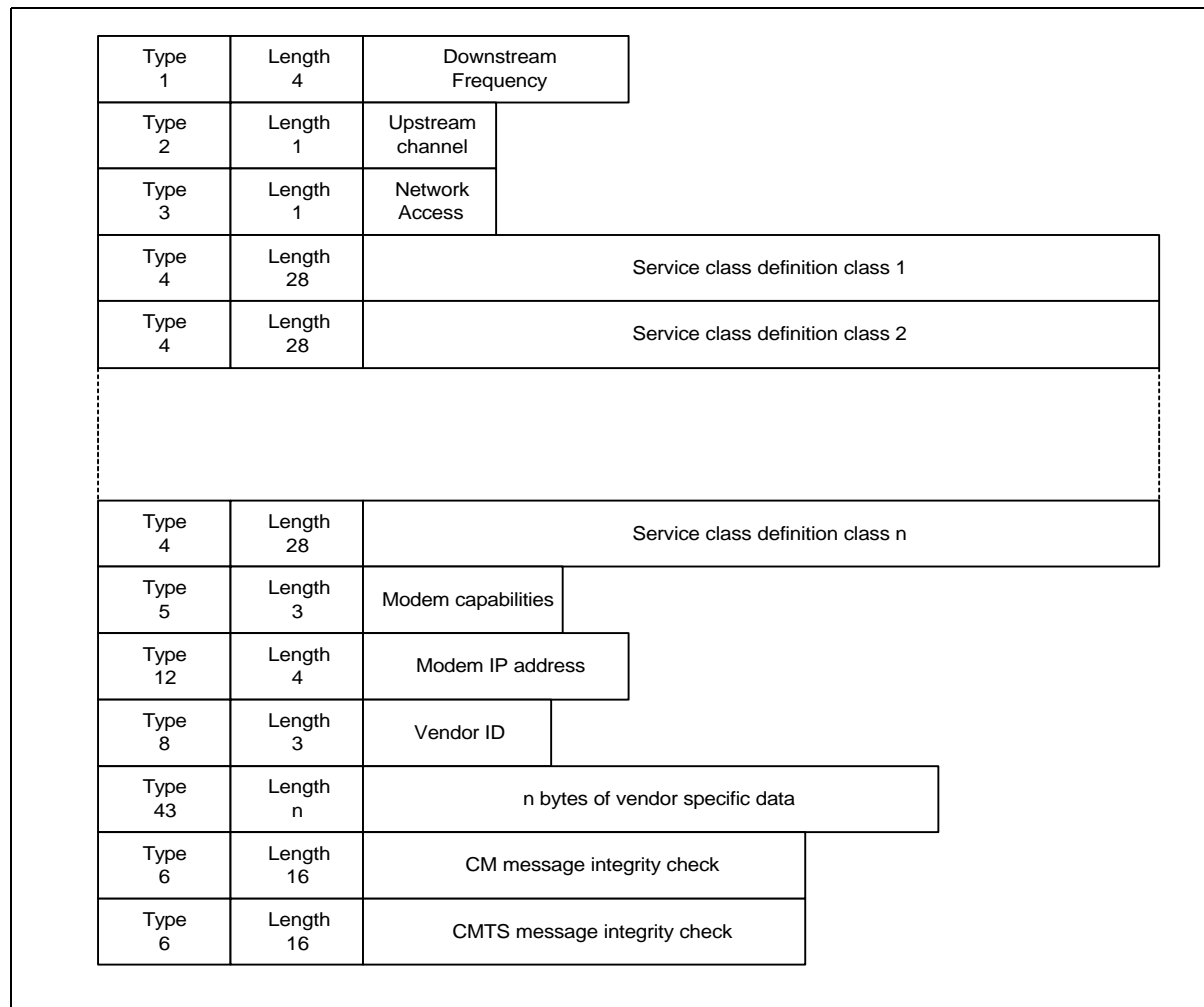 Type Length Downstream
1 4 Frequency
Type Length Upstream
2 1 channel
Type Length Network
3 1 Access
Type Length Service class definition class 1
4 28
Type Length Service class definition class 2
4 28
Type Length Service class definition class n
4 28
Type Length Modem capabilities
5 3
Type Length Modem IP address
12 4
Type Length Vendor ID
8 3
Type Length n bytes of vendor specific data
43 n
Type Length CM message integrity check
6 16
Type Length CMTS message integrity check
6 16